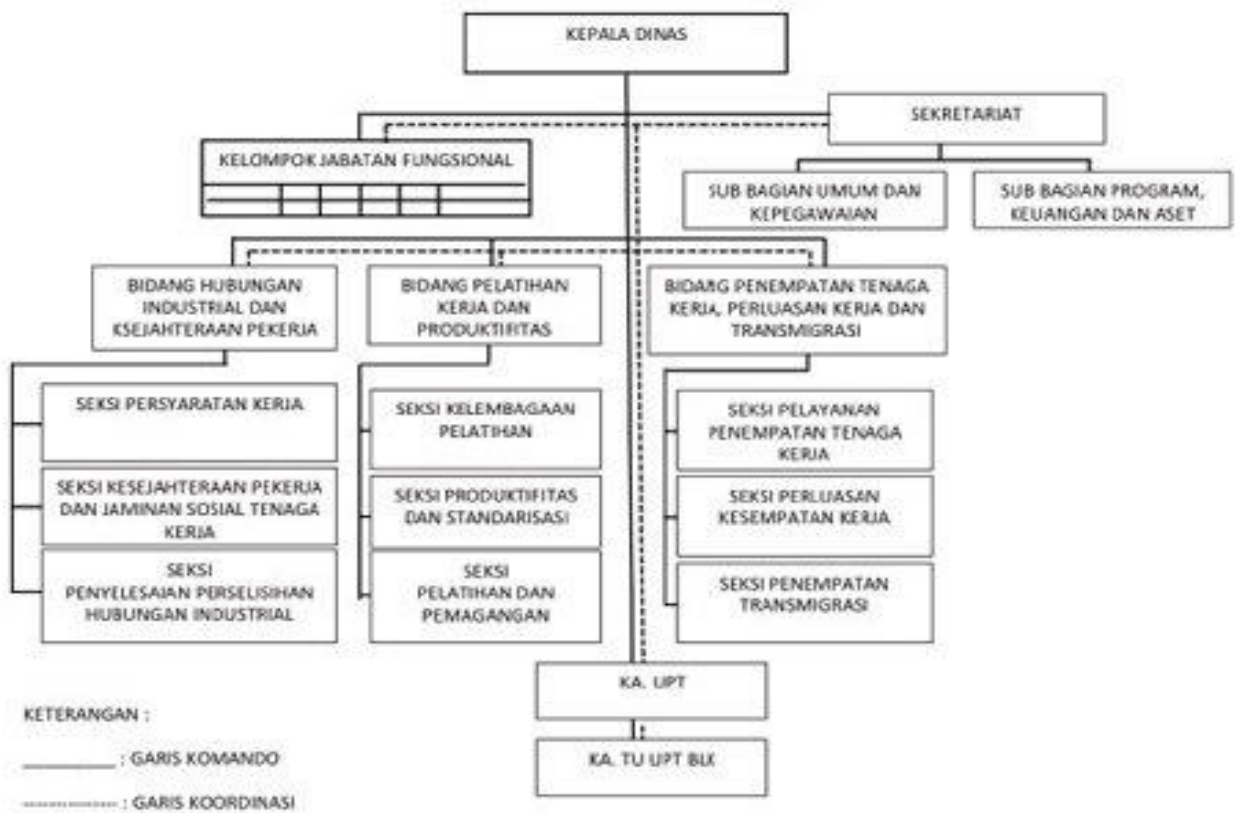 KEPALA DINAS
SEKRETARIAT
KELOMPOK JABATAN FUNGSIONAL
SUB BAGIAN UMUM DAN
KEPEGAWAIAN
SUB BAGIAN PROGRAM,
KEUANGAN DAN ASET
BIDANG HUBUNGAN
INDUSTRIAL DAN
KSEJAHTERAAN PEKERJA
BIDANG PELATIHAN
KERJA DAN
PRODUKTIFITAS
BIDANG PENEMPATAN TENAGA
KERJA, PERLUASAN KERJA DAN
TRANSMIGRASI
SEKSI PERSYARATAN KERJA
SEKSI KESEJAHTERAAN PEKERJA
DAN JAMINAN SOSIAL TENAGA
KERJA
SEKSI
PENYELESAIAN PERSELISIHAN
HUBUNGAN INDUSTRIAL
SEKSI KELEMBAGAAN
PELATIHAN
SEKSI PRODUKTIFITAS
DAN STANDARISASI
SEKSI
PELATIHAN DAN
PEMAGANGAN
SEKSI PELAYANAN
PENEMPATAN TENAGA
KERJA
SEKSI PERLUASAN
KESEMPATAN KERJA
SEKSI PENEMPATAN
TRANSMIGRASI
KA. UPT
KA. TU UPT BLK
KETERANGAN :
__________ : GARIS KOMANDO
---------------- : GARIS KOORDINASI